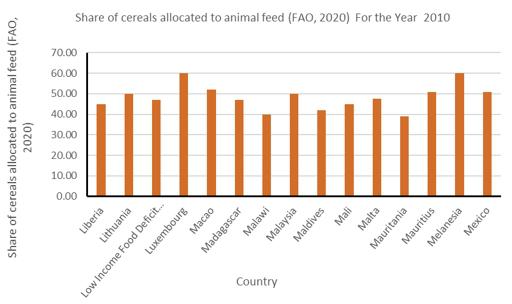 Share of cereals allocated to animal feed (FAO, 2020)  For the Year  2010
Share of cereals allocated to animal feed (FAO,
2020)
70.00
60.00
50.00
40.00
30.00
20.00
10.00
0.00
Liberia
Lithuania
Low Income Food Deficit...
Luxembourg
Macao
Madagascar
Malawi
Malaysia
Maldives
Mali
Malta
Mauritania
Mauritius
Melanesia
Mexico
Country